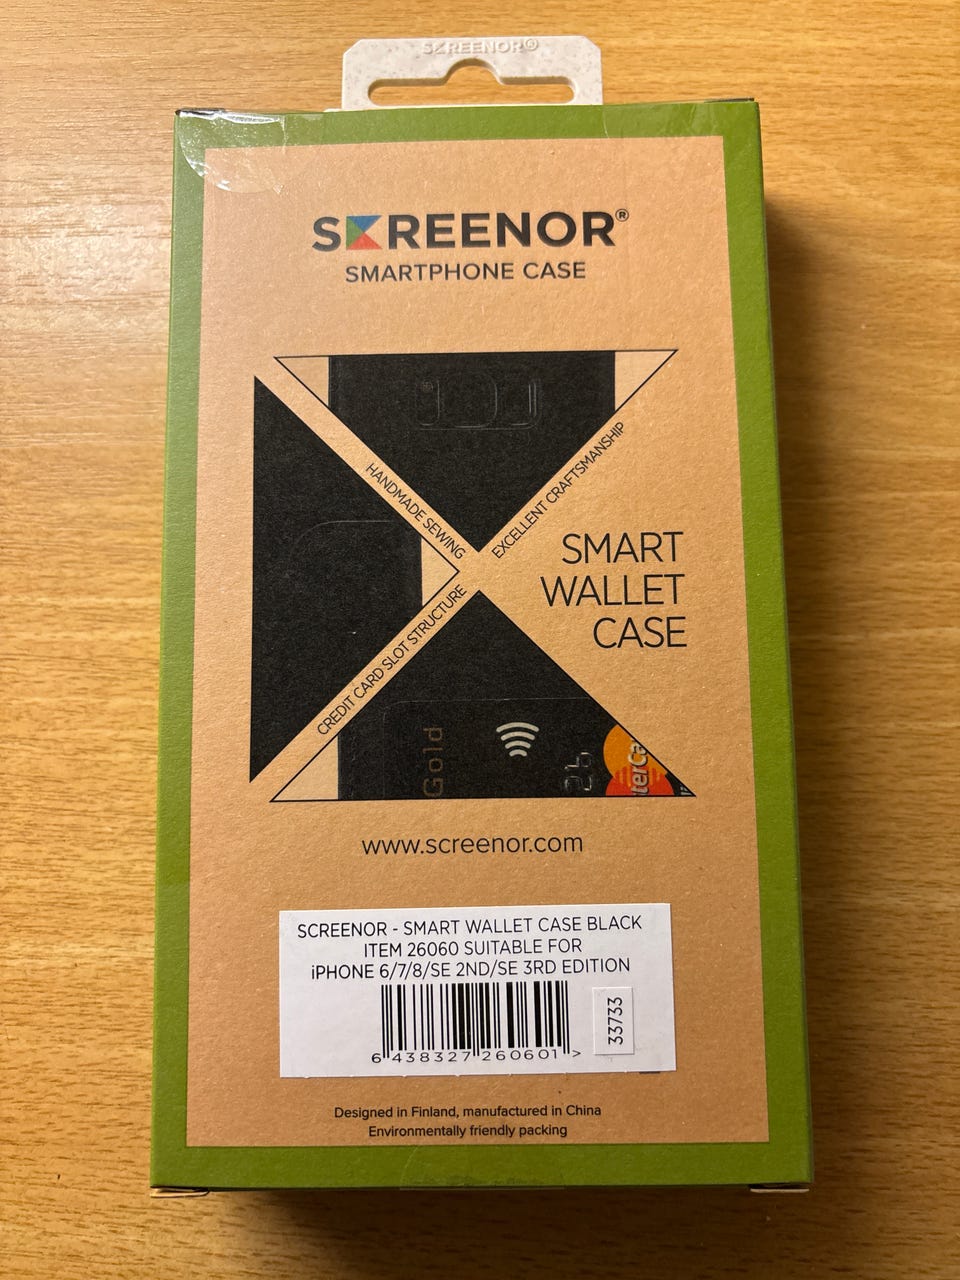 SCREENOR®
SCREENOR®
SMARTPHONE CASE
HANDMADE SEWING
EXCELLENT CRAFTSMANSHIP
SMART
WALLET
CASE
CREDIT CARD SLOT STRUCTURE
Gold
26
terCa
www.screenor.com
SCREENOR - SMART WALLET CASE BLACK
ITEM 26060 SUITABLE FOR
iPHONE 6/7/8/SE 2ND/SE 3RD EDITION
33733
6 438327 260601 >
Designed in Finland, manufactured in China
Environmentally friendly packing